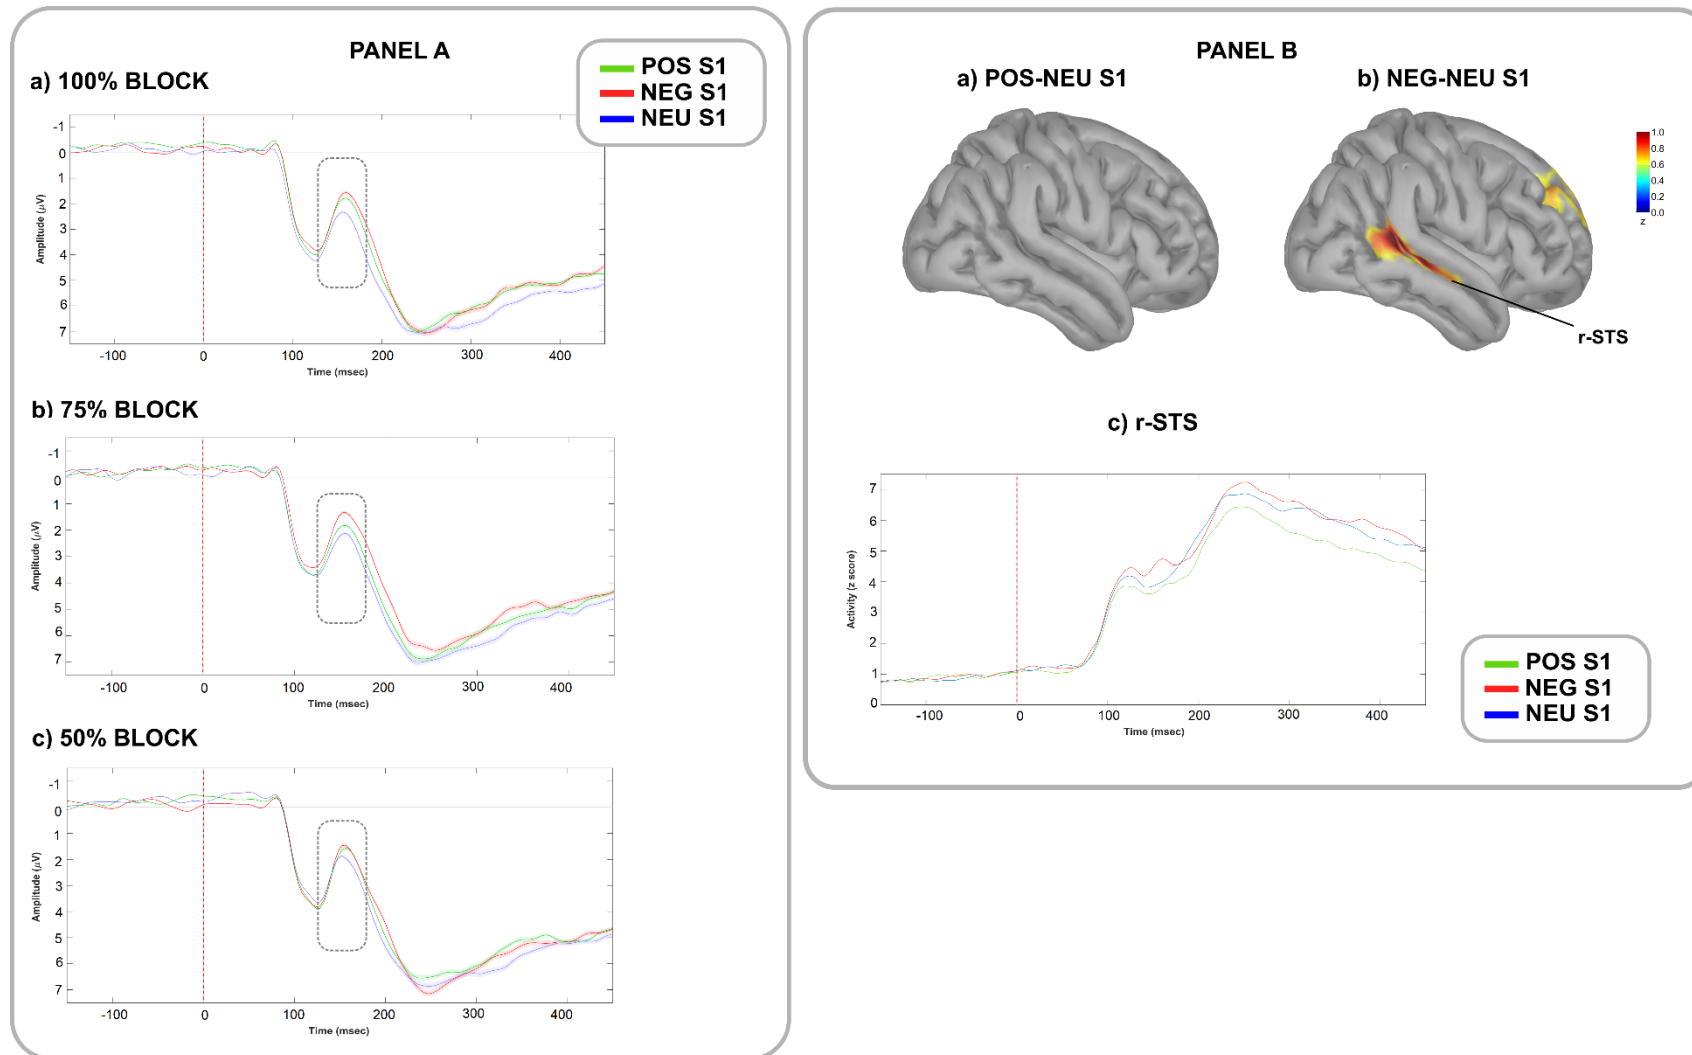 PANEL A
POS S1
NEG S1
NEU S1
a) 100% BLOCK
-1
0
1
2
3
4
5
6
7
Amplitude (μV)
-100
0
100
200
300
400
Time (msec)
b) 75% BLOCK
-1
0
1
2
3
4
5
6
7
Amplitude (μV)
-100
0
100
200
300
400
Time (msec)
c) 50% BLOCK
-1
0
1
2
3
4
5
6
7
Amplitude (μV)
-100
0
100
200
300
400
Time (msec)
PANEL B
a) POS-NEU S1
b) NEG-NEU S1
1.0
0.8
0.6
0.4
0.2
0.0
z
r-STS
c) r-STS
7
6
5
4
3
2
1
0
Activity (z score)
-100
0
100
200
300
400
Time (msec)
POS S1
NEG S1
NEU S1